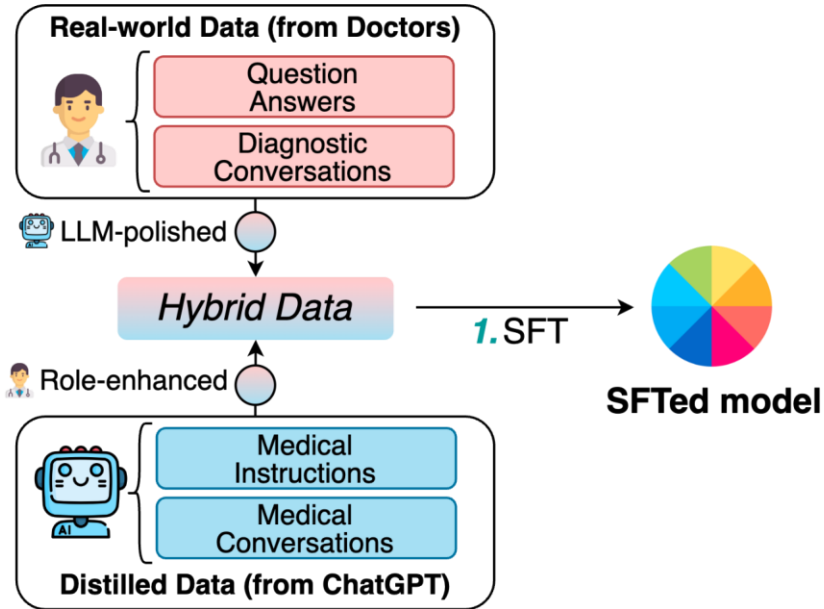 Real-world Data (from Doctors)
Question
Answers
Diagnostic
Conversations
LLM-polished
Hybrid Data
1. SFT
SFTed model
Role-enhanced
Medical
Instructions
Medical
Conversations
AI
Distilled Data (from ChatGPT)